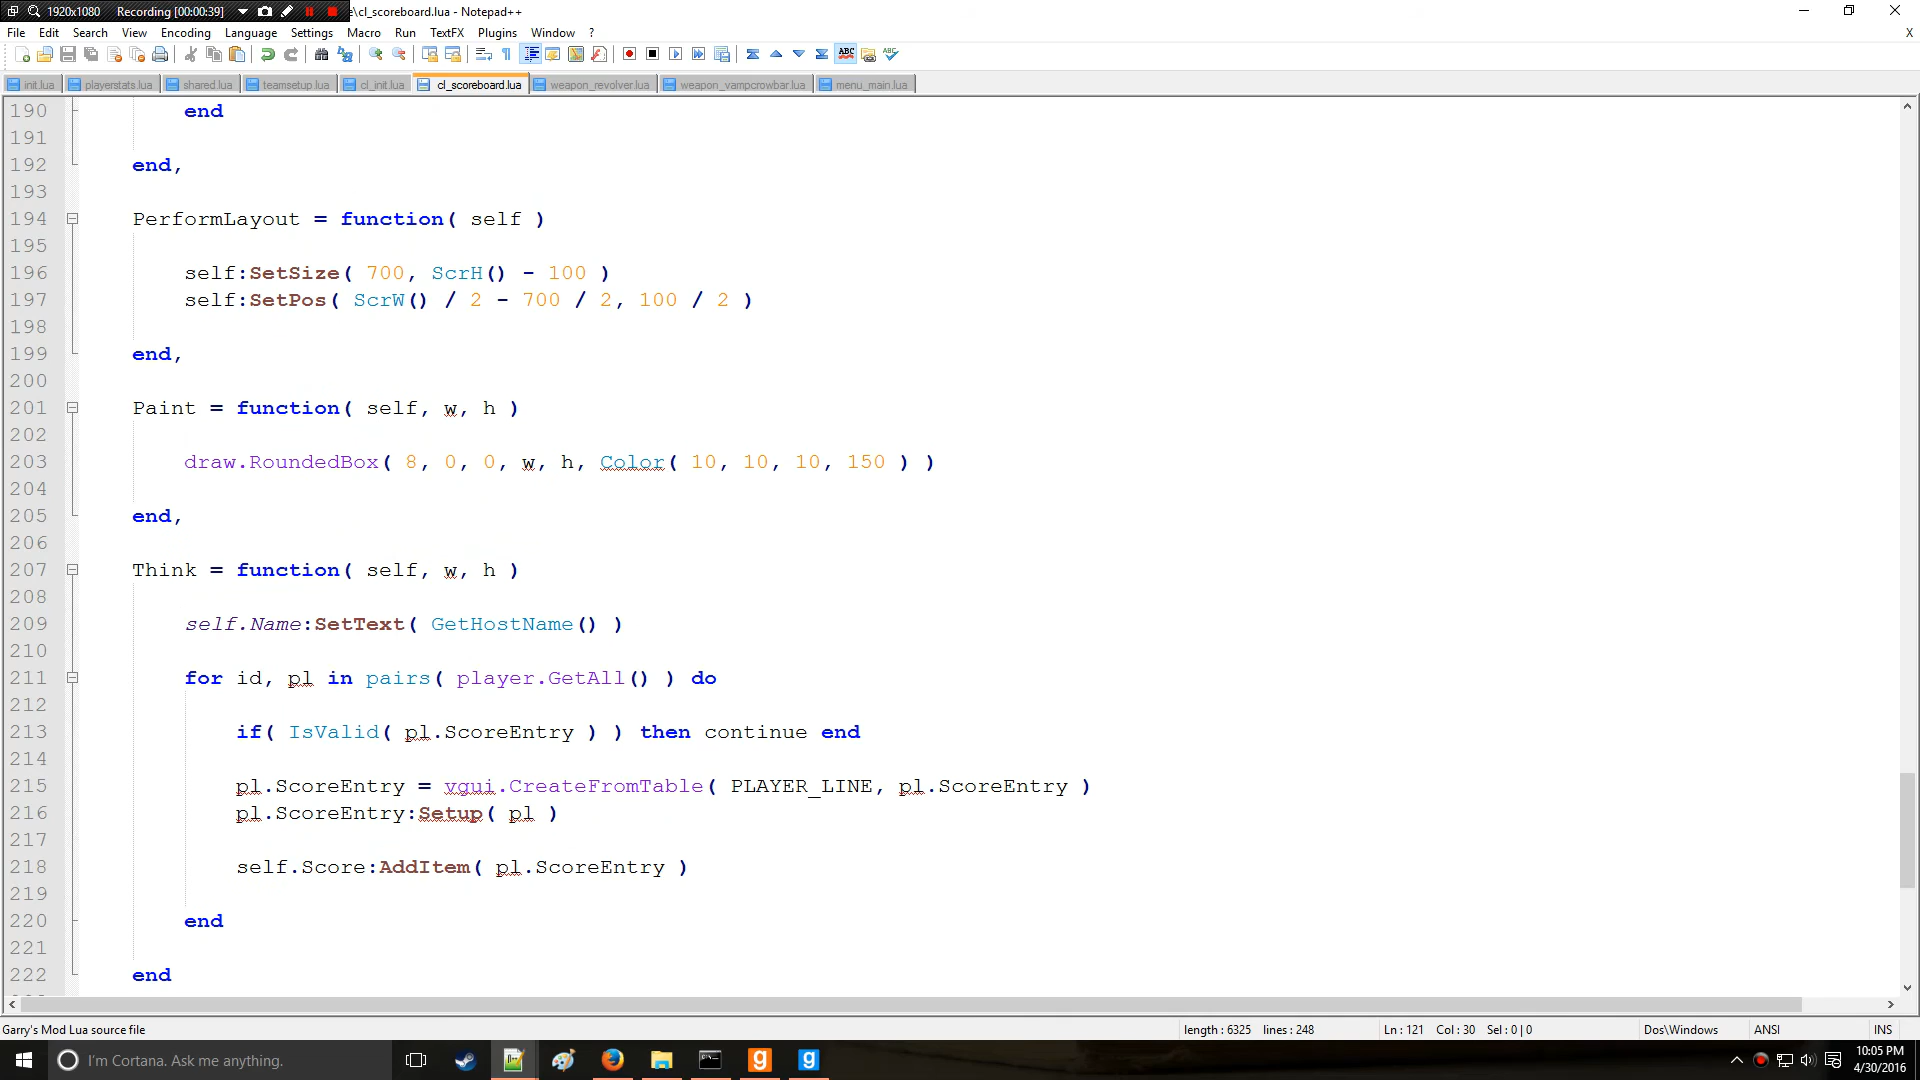 1920x1080 Recording [00:00:39] e\cl_scoreboard.lua - Notepad++
File Edit Search View Encoding Language Settings Macro Run TextFX Plugins Window ? X
init.lua playerstats.lua shared.lua teamsetup.lua cl_init.lua cl_scoreboard.lua weapon_revolver.lua weapon_vampcrowbar.lua menu_main.lua
190 end
191
192 end,
193
194 PerformLayout = function( self )
195
196 self:SetSize( 700, ScrH() - 100 )
197 self:SetPos( ScrW() / 2 - 700 / 2, 100 / 2 )
198
199 end,
200
201 Paint = function( self, w, h )
202
203 draw.RoundedBox( 8, 0, 0, w, h, Color( 10, 10, 10, 150 ) )
204
205 end,
206
207 Think = function( self, w, h )
208
209 self.Name:SetText( GetHostName() )
210
211 for id, pl in pairs( player.GetAll() ) do
212
213 if( IsValid( pl.ScoreEntry ) ) then continue end
214
215 pl.ScoreEntry = vgui.CreateFromTable( PLAYER_LINE, pl.ScoreEntry )
216 pl.ScoreEntry:Setup( pl )
217
218 self.Score:AddItem( pl.ScoreEntry )
219
220 end
221
222 end
Garry's Mod Lua source file length : 6325 lines : 248 Ln : 121 Col : 30 Sel : 0 | 0 Dos\Windows ANSI INS
I'm Cortana. Ask me anything. 10:05 PM
4/30/2016